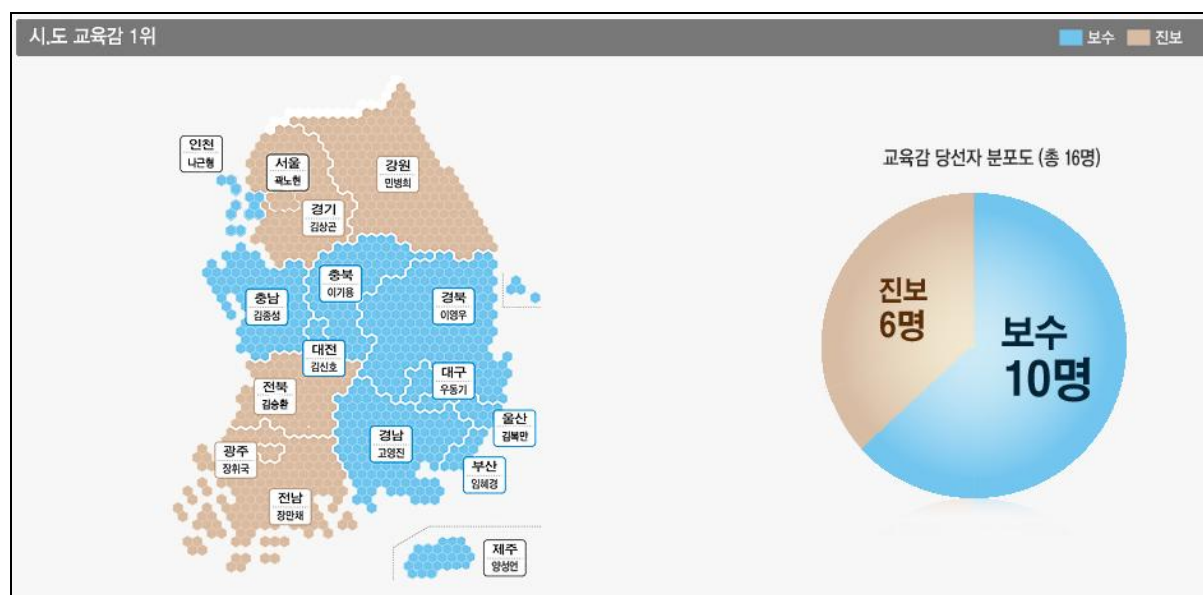 시.도 교육감 1위
보수
진보
인천
나근형
서울
곽노현
강원
민병희
경기
김상곤
충북
이기용
충남
김종성
경북
이영우
대전
김신호
대구
우동기
전북
김승환
울산
김복만
경남
고영진
광주
장휘국
부산
임혜경
전남
장만채
제주
양성언
교육감 당선자 분포도 (총 16명)
진보
6명
보수
10명